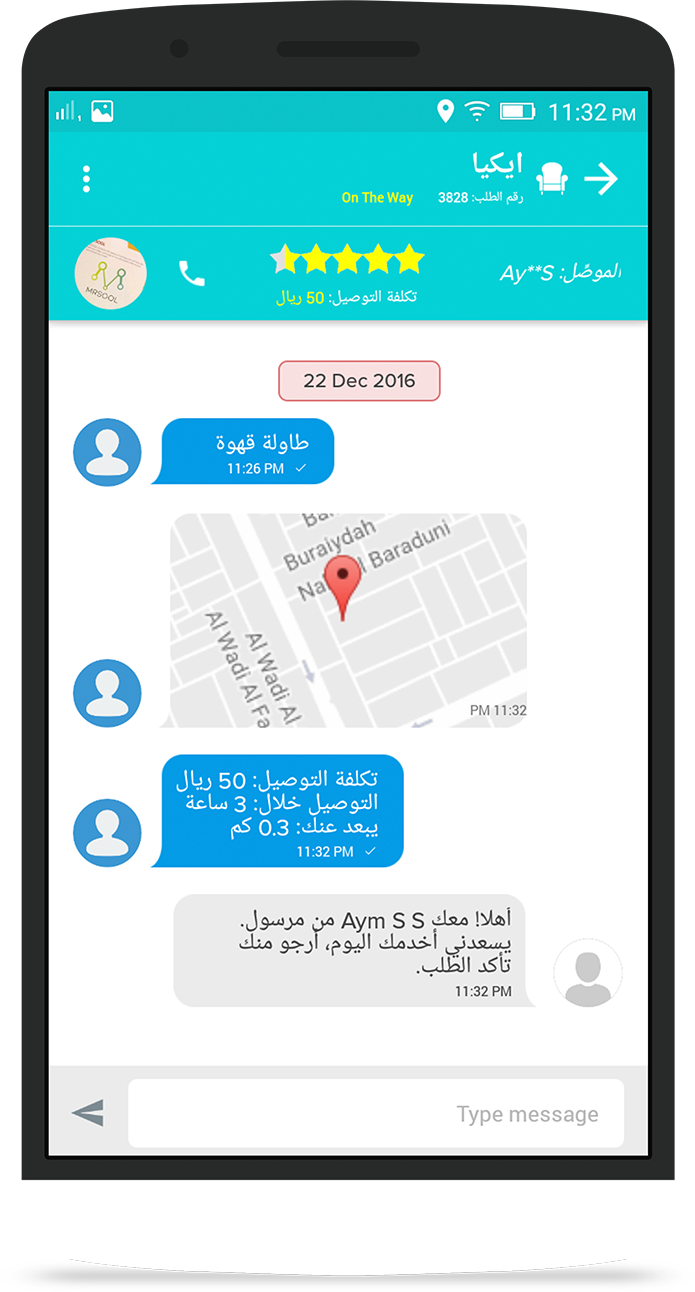 11:32 PM
ايكيا
رقم الطلب: 3828
On The Way
الموصّل: Ay**S
تكلفة التوصيل: 50 ريال
MRSOOL
22 Dec 2016
طاولة قهوة
11:26 PM
Buraiydah
Baraduni
Al Wadi Al
Al Wadi Al Fa
PM 11:32
تكلفة التوصيل: 50 ريال
التوصيل خلال: 3 ساعة
يبعد عنك: 0.3 كم
11:32 PM
أهلا! معك Aym S S من مرسول.
يسعدني أخدمك اليوم، أرجو منك
تأكد الطلب.
11:32 PM
Type message